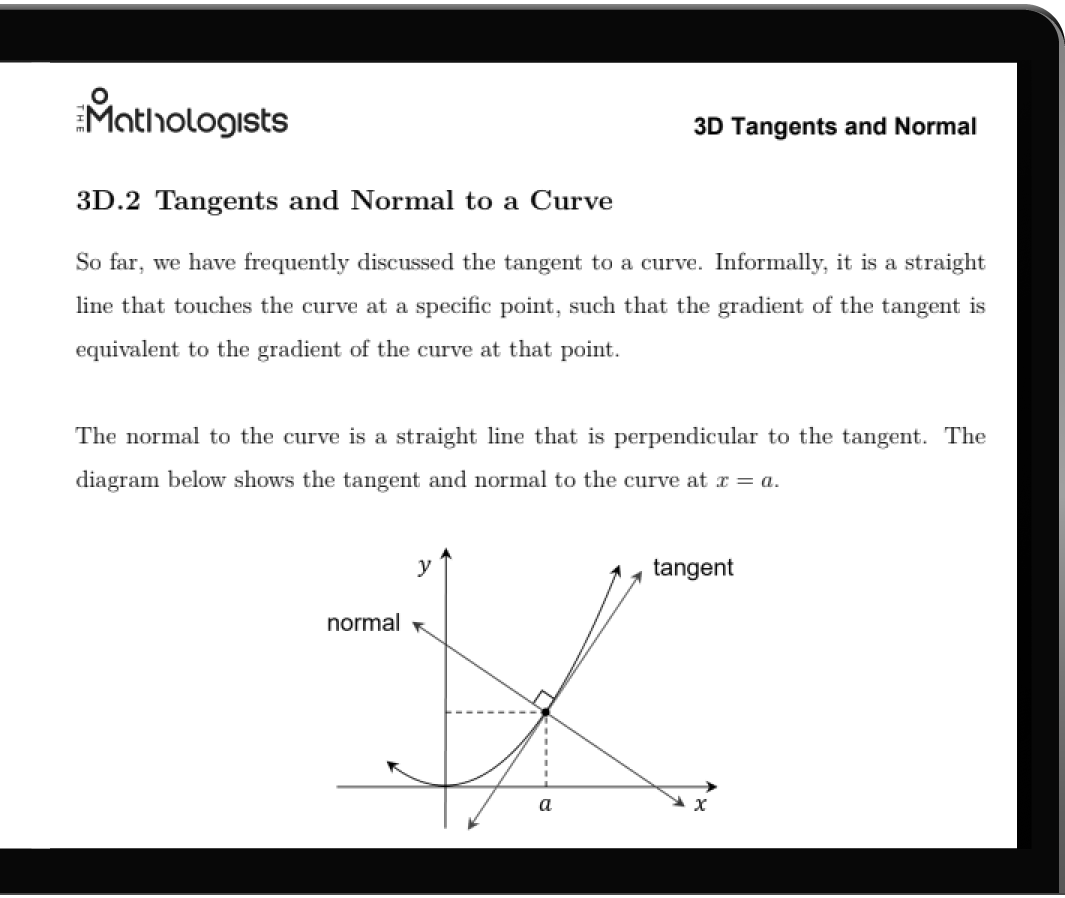 THE Mathologists
3D Tangents and Normal
3D.2 Tangents and Normal to a Curve
So far, we have frequently discussed the tangent to a curve. Informally, it is a straight
line that touches the curve at a specific point, such that the gradient of the tangent is
equivalent to the gradient of the curve at that point.
The normal to the curve is a straight line that is perpendicular to the tangent. The
diagram below shows the tangent and normal to the curve at x = a.
y
tangent
normal
a
x